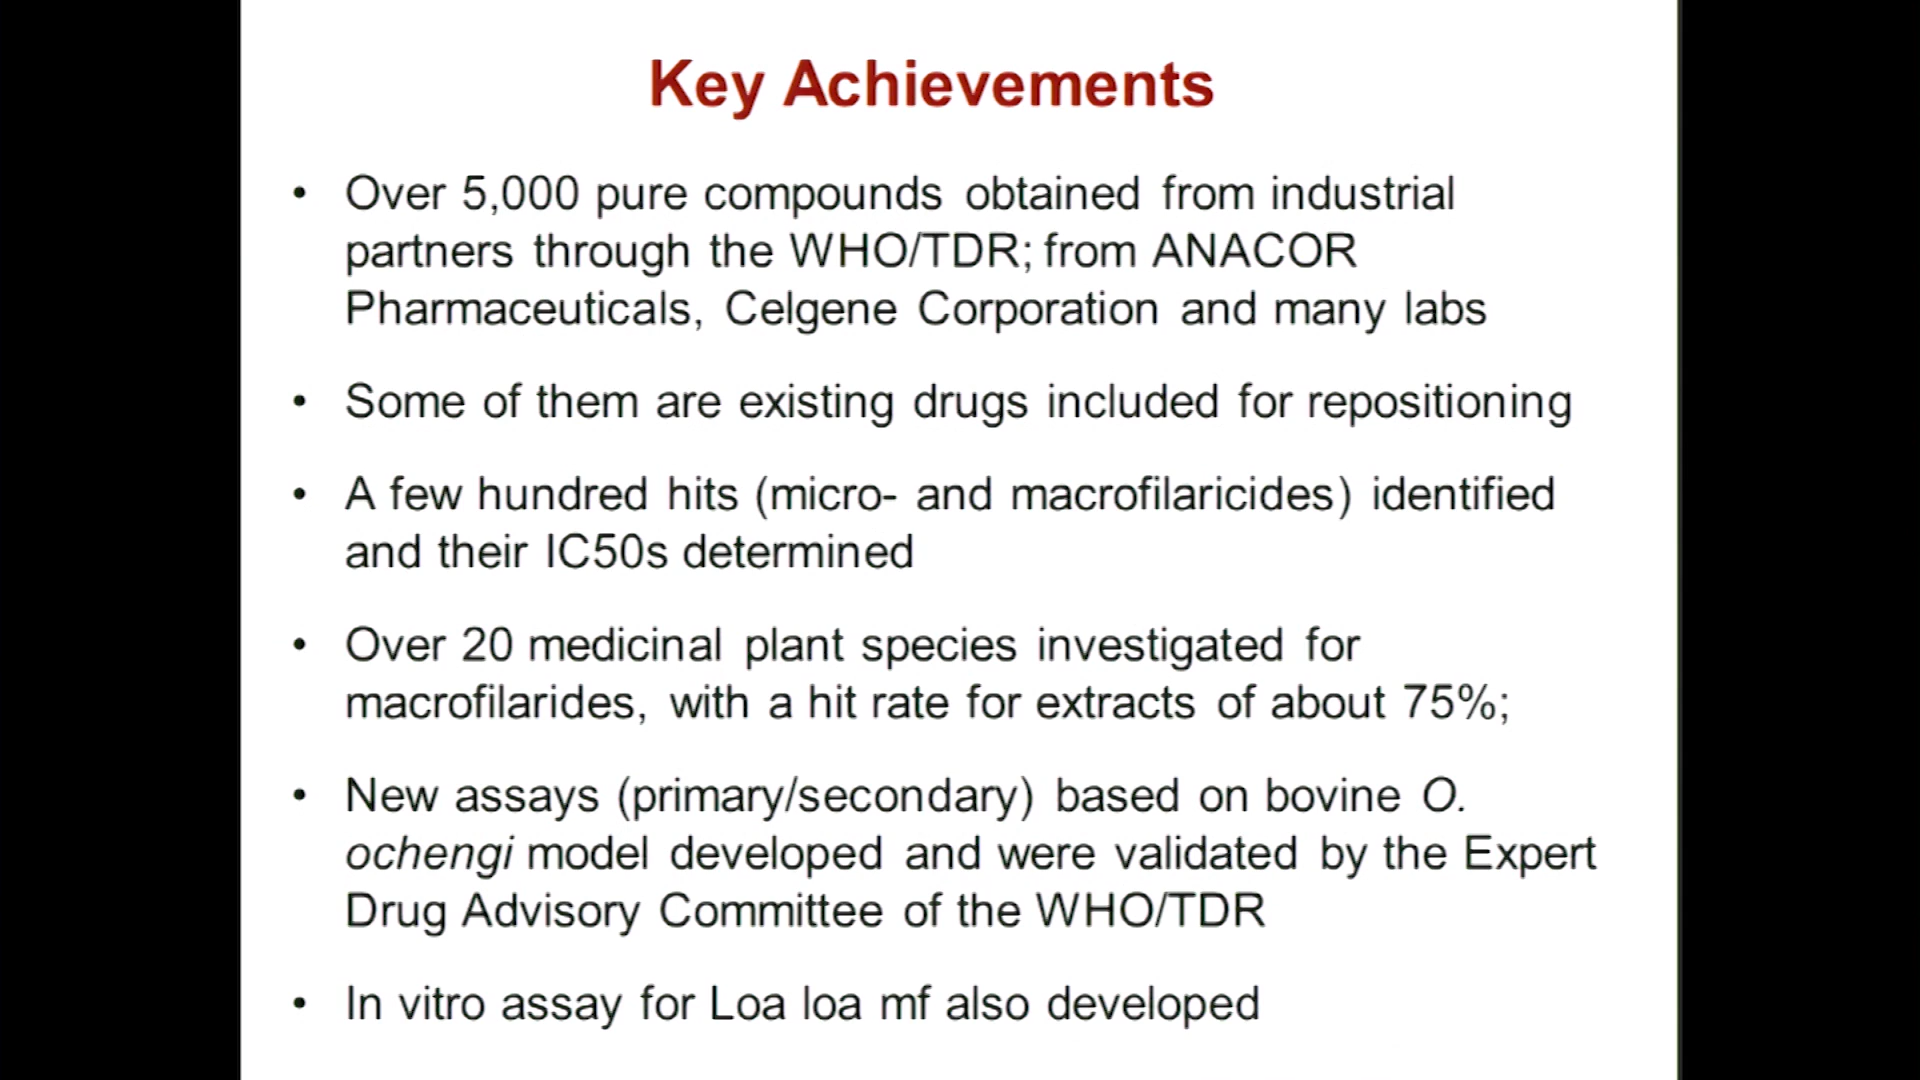 Key Achievements
• Over 5,000 pure compounds obtained from industrial
partners through the WHO/TDR; from ANACOR
Pharmaceuticals, Celgene Corporation and many labs
• Some of them are existing drugs included for repositioning
• A few hundred hits (micro- and macrofilaricides) identified
and their IC50s determined
• Over 20 medicinal plant species investigated for
macrofilarides, with a hit rate for extracts of about 75%;
• New assays (primary/secondary) based on bovine O.
ochengi model developed and were validated by the Expert
Drug Advisory Committee of the WHO/TDR
• In vitro assay for Loa loa mf also developed